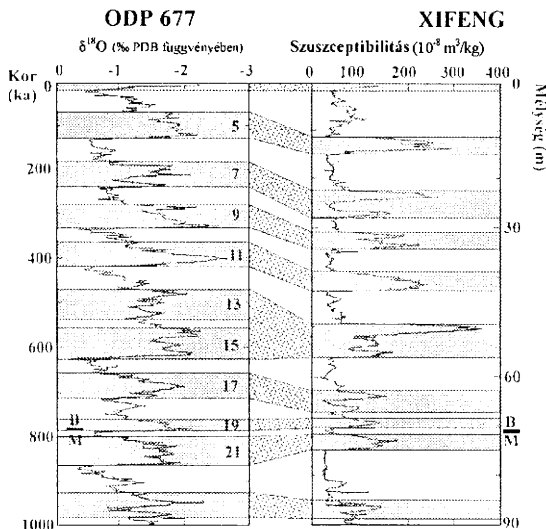 ODP 677 XIFENG
δ18O (‰ PDB függvényében) Szuszceptibilitás (10-8 m3/kg)
Kor (ka)
0 -1 -2 -3 0 100 200 300 400
Mélység (m)
0 0
5
200
7
9 30
11
400
13
15
600
60
17
19
B B
M M
800
21
1000 90